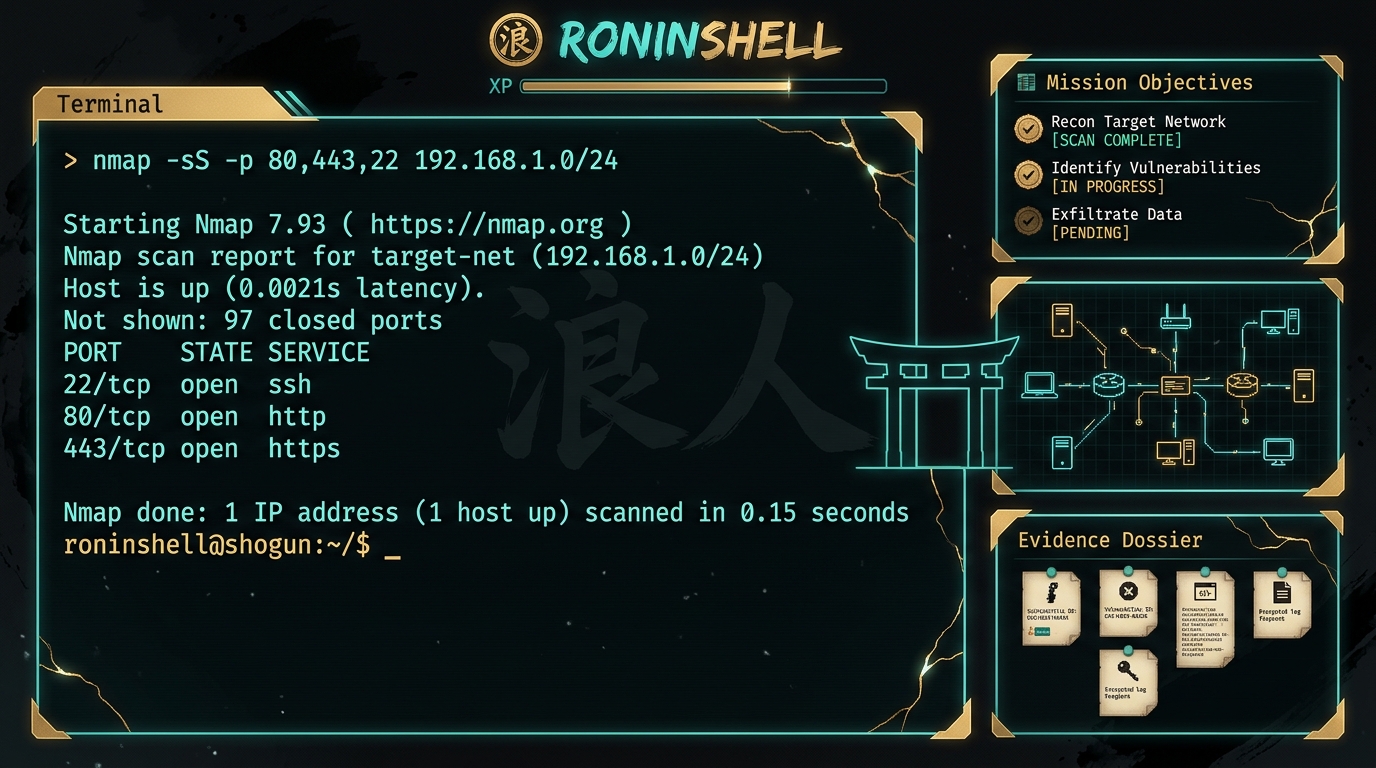 浪 RONINSHELL
XP
Terminal
> nmap -sS -p 80,443,22 192.168.1.0/24
Starting Nmap 7.93 ( https://nmap.org )
Nmap scan report for target-net (192.168.1.0/24)
Host is up (0.0021s latency).
Not shown: 97 closed ports
PORT    STATE SERVICE
22/tcp  open  ssh
80/tcp  open  http
443/tcp open  https
Nmap done: 1 IP address (1 host up) scanned in 0.15 seconds
roninshell@shogun:~/$ _
浪人
Mission Objectives
Recon Target Network
[SCAN COMPLETE]
Identify Vulnerabilities
[IN PROGRESS]
Exfiltrate Data
[PENDING]
Evidence Dossier